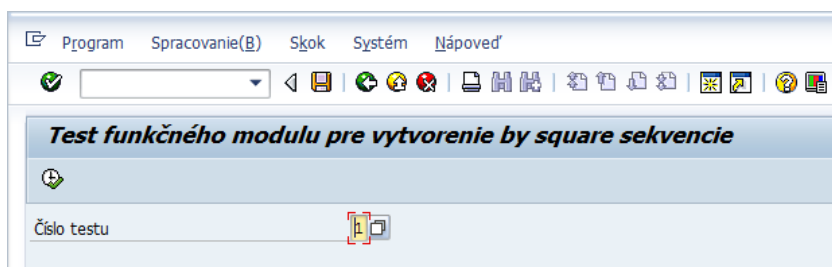 Program Spracovanie(B) Skok Systém Nápoveď
Test funkčného modulu pre vytvorenie by square sekvencie
Číslo testu 1